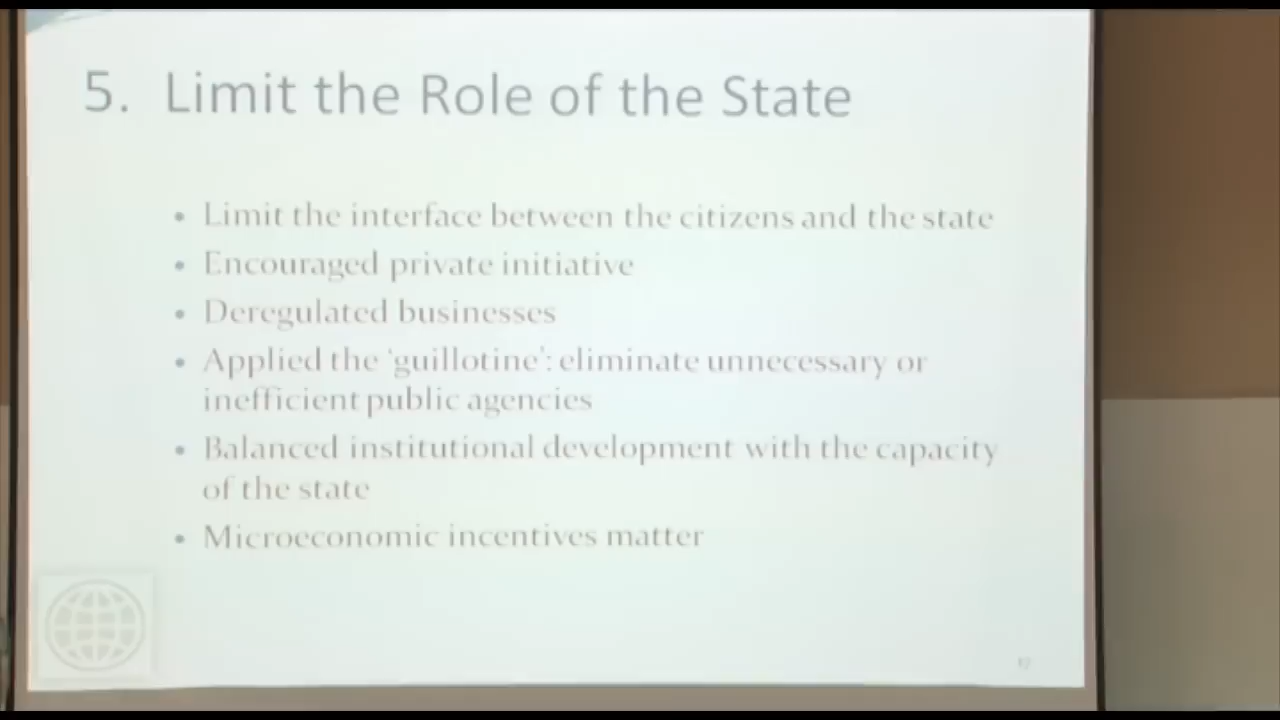 5. Limit the Role of the State
• Limit the interface between the citizens and the state
• Encouraged private initiative
• Deregulated businesses
• Applied the ‘guillotine’: eliminate unnecessary or
inefficient public agencies
• Balanced institutional development with the capacity
of the state
• Microeconomic incentives matter